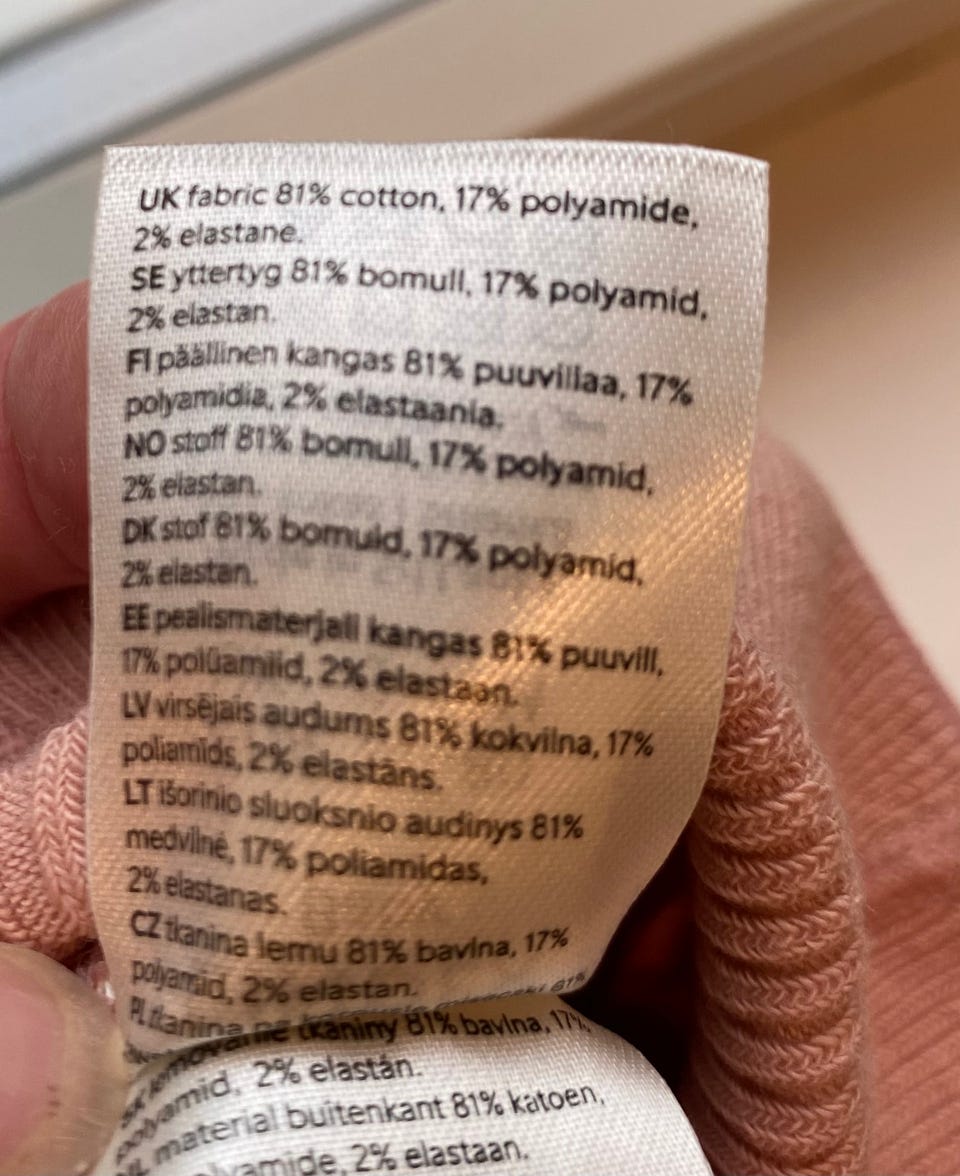 UK fabric 81% cotton, 17% polyamide,
2% elastane.
SE yttertyg 81% bomull, 17% polyamid,
2% elastan.
FI päällinen kangas 81% puuvillaa, 17%
polyamidia, 2% elastaania.
NO stoff 81% bomull, 17% polyamid,
2% elastan.
DK stof 81% bomuld, 17% polyamid,
2% elastan.
EE pealismaterjali kangas 81% puuvill,
17% polüamiid, 2% elastaan.
LV virsējais audums 81% kokvilna, 17%
poliamīds, 2% elastāns.
LT išorinio sluoksnio audinys 81%
medvilnė, 17% poliamidas,
2% elastanas.
CZ tkanina lemu 81% bavlna, 17%
polyamid, 2% elastan.
PL tkanina
tkaniny 81% bavlna, 17%
polyamid, 2% elastán.
NL material buitenkant 81% katoen,
2% elastaan.